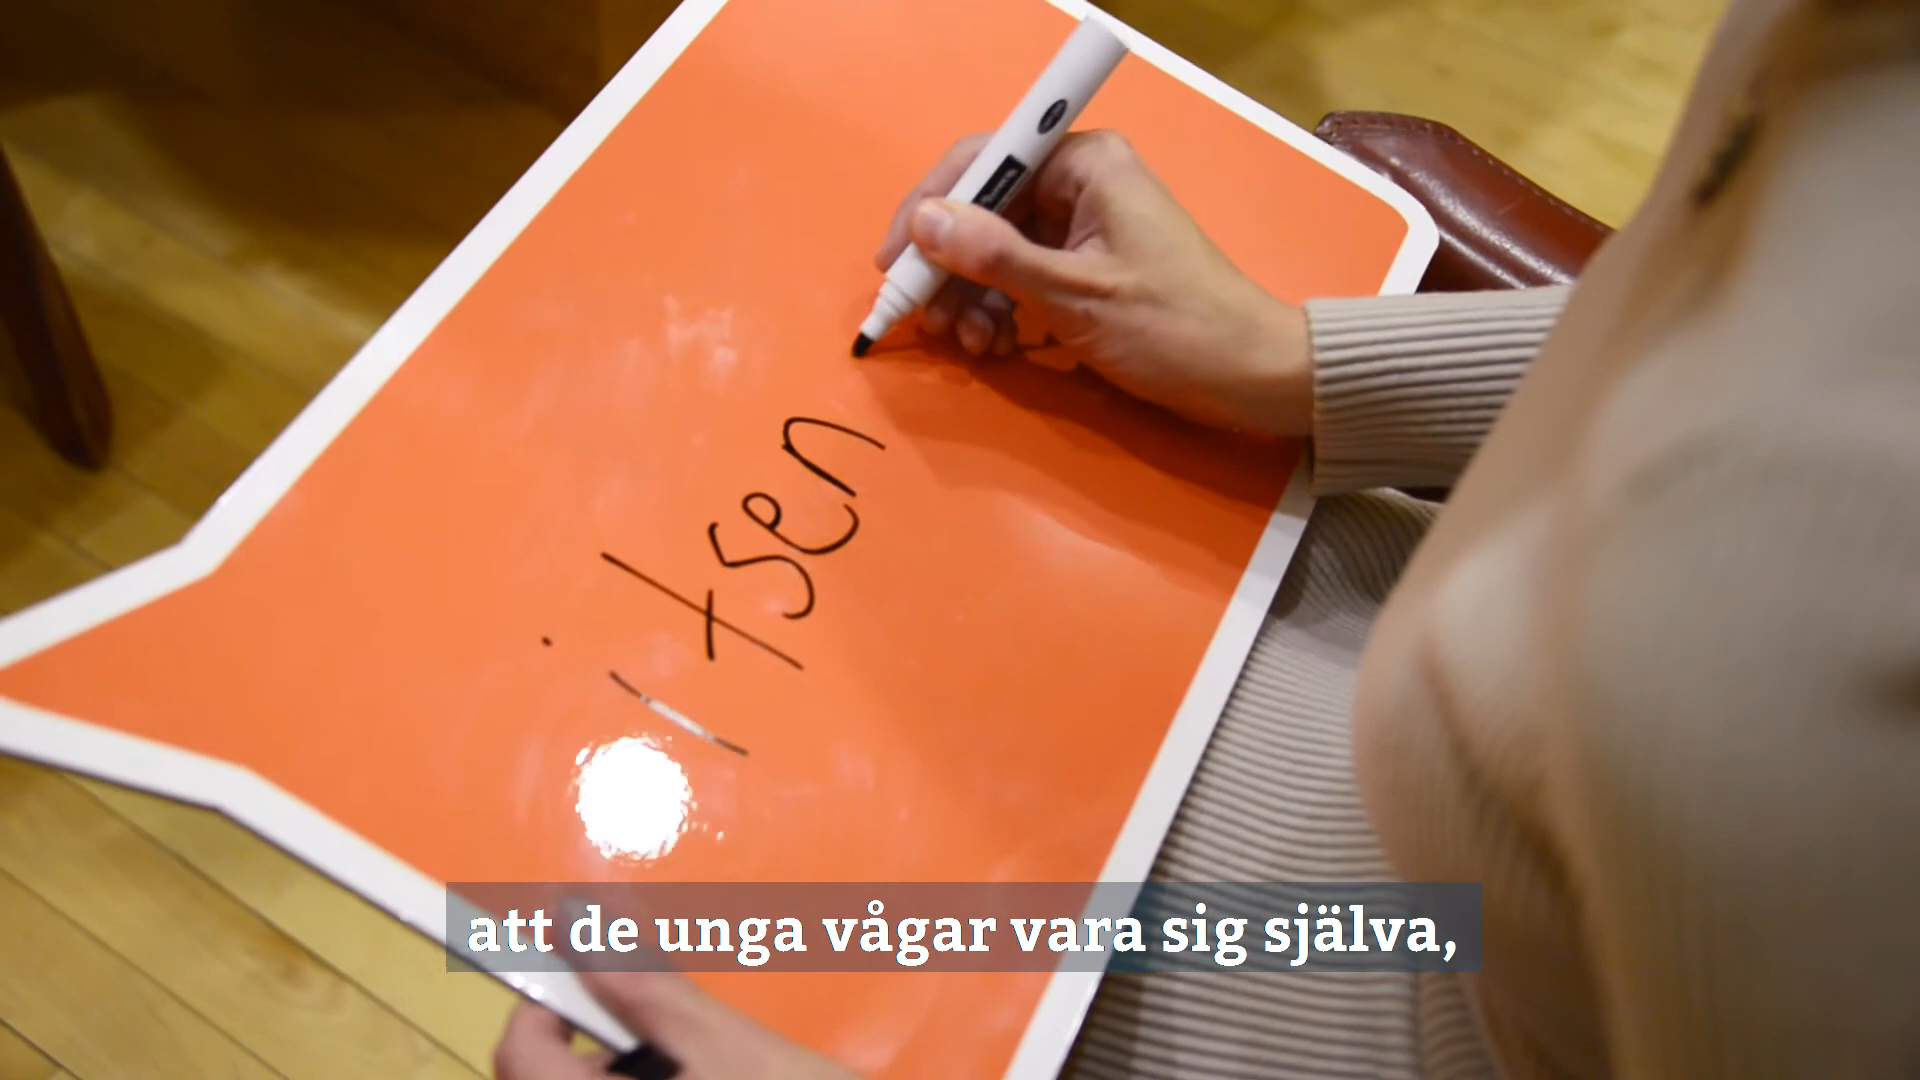 itsen
att de unga vågar vara sig själva,